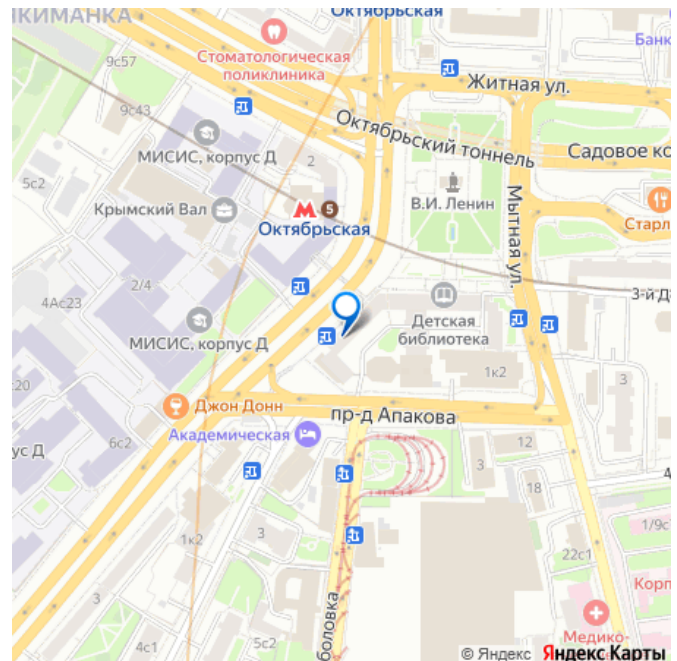 ЯКИМАНКА
Октябрьская
Банк
Стоматологическая
поликлиника
9с57
Житная ул.
9с43
Октябрьский тоннель
МИСИС, корпус Д
2
Садовое ко
5с2
В.И. Ленин
Крымский Вал
5
Октябрьская
Мытная ул.
Старл
2/4
3-й Д
4Ас23
Детская
библиотека
МИСИС, корпус Д
1к2
3
с20
Джон Донн
пр-д Апакова
Академическая
ус Д
6с2
12
3
4
18
3
1к2
1/9с
22с1
Корп
3
боловка
Медико-
4с1
5с2
© Яндекс Яндекс Карты